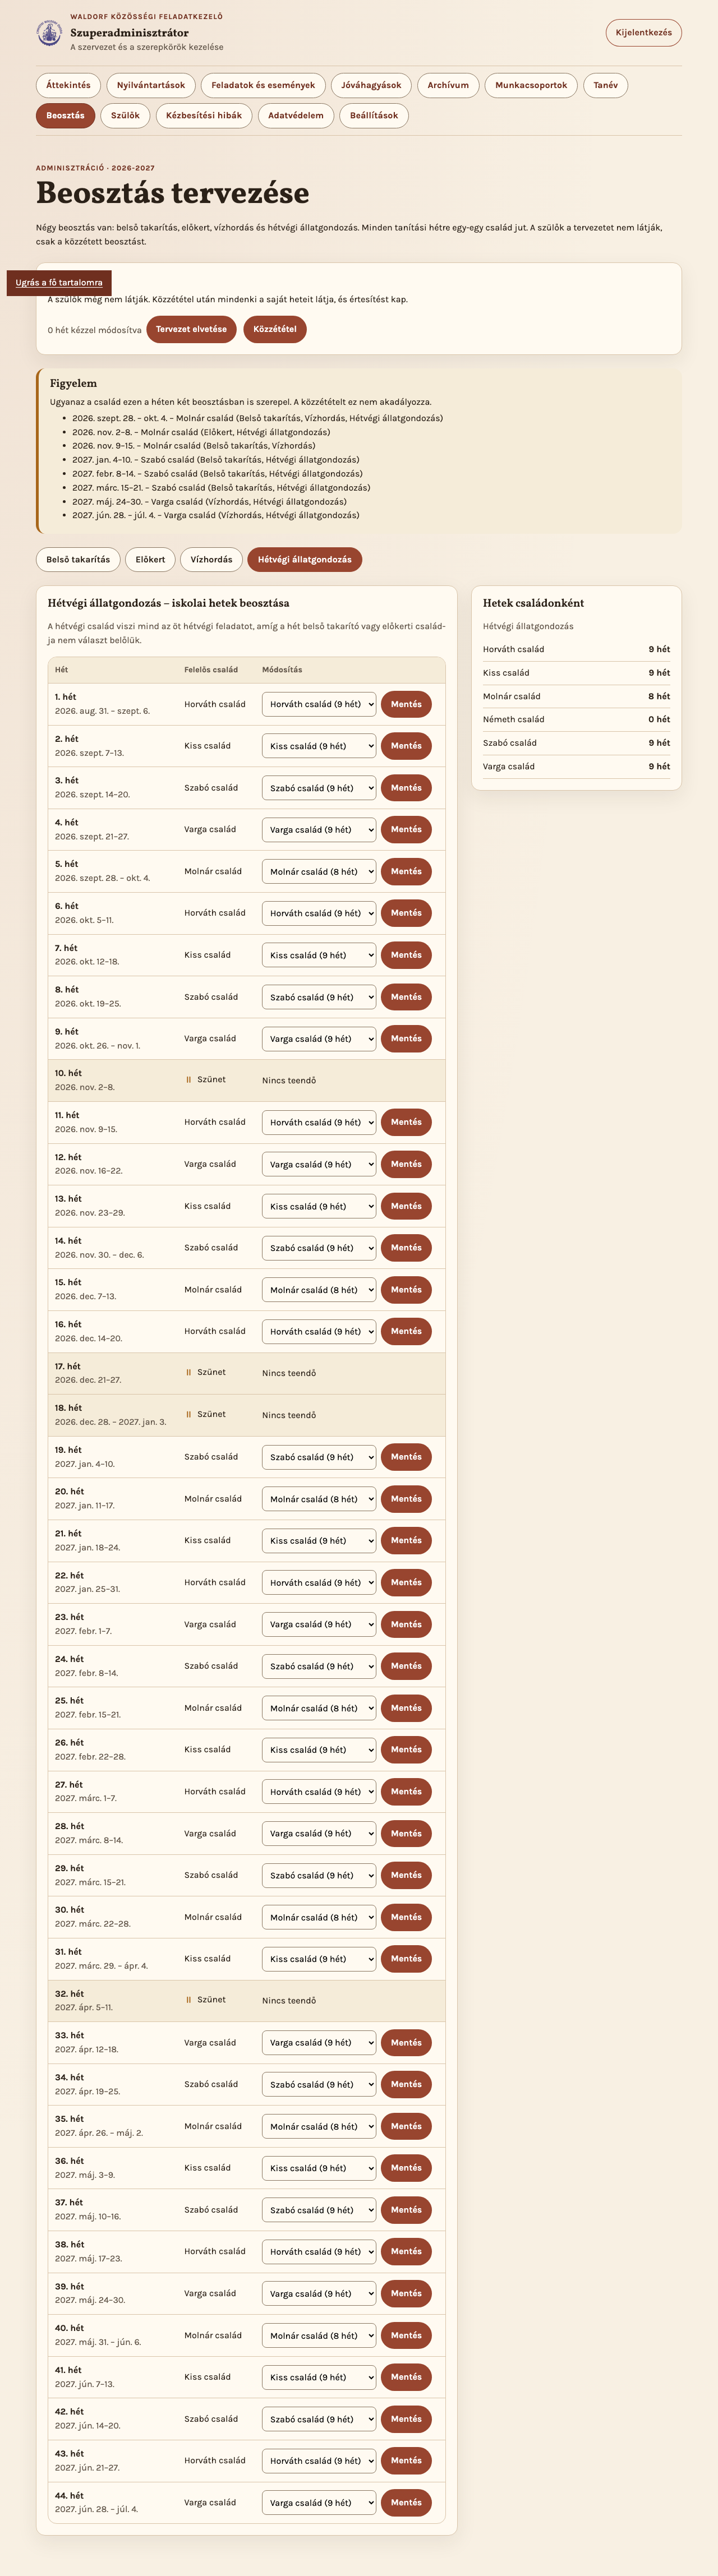 WALDORF KÖZÖSSÉGI FELADATKEZELŐ
Szuperadminisztrátor
A szervezet és a szerepkörök kezelése
Kijelentkezés
Áttekintés
Nyilvántartások
Feladatok és események
Jóváhagyások
Archívum
Munkacsoportok
Tanév
Beosztás
Szülők
Kézbesítési hibák
Adatvédelem
Beállítások
ADMINISZTRÁCIÓ · 2026-2027
Beosztás tervezése
Négy beosztás van: belső takarítás, előkert, vízhordás és hétvégi állatgondozás. Minden tanítási hétre egy-egy család jut. A szülők a tervezetet nem látják,
csak a közzétett beosztást.
Ugrás a fő tartalomra
A szülők még nem látják. Közzététel után mindenki a saját heteit látja, és értesítést kap.
0 hét kézzel módosítva
Tervezet elvetése
Közzététel
Figyelem
Ugyanaz a család ezen a héten két beosztásban is szerepel. A közzétételt ez nem akadályozza.
• 2026. szept. 28. – okt. 4. – Molnár család (Belső takarítás, Vízhordás, Hétvégi állatgondozás)
• 2026. nov. 2–8. – Molnár család (Előkert, Hétvégi állatgondozás)
• 2026. nov. 9–15. – Molnár család (Belső takarítás, Vízhordás)
• 2027. jan. 4–10. – Szabó család (Belső takarítás, Hétvégi állatgondozás)
• 2027. febr. 8–14. – Szabó család (Belső takarítás, Hétvégi állatgondozás)
• 2027. márc. 15–21. – Szabó család (Belső takarítás, Hétvégi állatgondozás)
• 2027. máj. 24–30. – Varga család (Vízhordás, Hétvégi állatgondozás)
• 2027. jún. 28. – júl. 4. – Varga család (Vízhordás, Hétvégi állatgondozás)
Belső takarítás
Előkert
Vízhordás
Hétvégi állatgondozás
Hétvégi állatgondozás – iskolai hetek beosztása
A hétvégi család viszi mind az öt hétvégi feladatot, amíg a hét belső takarító vagy előkerti család-
ja nem választ belőlük.
Hét Felelős család Módosítás
1. hét
2026. aug. 31. – szept. 6.
Horváth család Horváth család (9 hét) Mentés
2. hét
2026. szept. 7–13.
Kiss család Kiss család (9 hét) Mentés
3. hét
2026. szept. 14–20.
Szabó család Szabó család (9 hét) Mentés
4. hét
2026. szept. 21–27.
Varga család Varga család (9 hét) Mentés
5. hét
2026. szept. 28. – okt. 4.
Molnár család Molnár család (8 hét) Mentés
6. hét
2026. okt. 5–11.
Horváth család Horváth család (9 hét) Mentés
7. hét
2026. okt. 12–18.
Kiss család Kiss család (9 hét) Mentés
8. hét
2026. okt. 19–25.
Szabó család Szabó család (9 hét) Mentés
9. hét
2026. okt. 26. – nov. 1.
Varga család Varga család (9 hét) Mentés
10. hét
2026. nov. 2–8.
Szünet Nincs teendő
11. hét
2026. nov. 9–15.
Horváth család Horváth család (9 hét) Mentés
12. hét
2026. nov. 16–22.
Varga család Varga család (9 hét) Mentés
13. hét
2026. nov. 23–29.
Kiss család Kiss család (9 hét) Mentés
14. hét
2026. nov. 30. – dec. 6.
Szabó család Szabó család (9 hét) Mentés
15. hét
2026. dec. 7–13.
Molnár család Molnár család (8 hét) Mentés
16. hét
2026. dec. 14–20.
Horváth család Horváth család (9 hét) Mentés
17. hét
2026. dec. 21–27.
Szünet Nincs teendő
18. hét
2026. dec. 28. – 2027. jan. 3.
Szünet Nincs teendő
19. hét
2027. jan. 4–10.
Szabó család Szabó család (9 hét) Mentés
20. hét
2027. jan. 11–17.
Molnár család Molnár család (8 hét) Mentés
21. hét
2027. jan. 18–24.
Kiss család Kiss család (9 hét) Mentés
22. hét
2027. jan. 25–31.
Horváth család Horváth család (9 hét) Mentés
23. hét
2027. febr. 1–7.
Varga család Varga család (9 hét) Mentés
24. hét
2027. febr. 8–14.
Szabó család Szabó család (9 hét) Mentés
25. hét
2027. febr. 15–21.
Molnár család Molnár család (8 hét) Mentés
26. hét
2027. febr. 22–28.
Kiss család Kiss család (9 hét) Mentés
27. hét
2027. márc. 1–7.
Horváth család Horváth család (9 hét) Mentés
28. hét
2027. márc. 8–14.
Varga család Varga család (9 hét) Mentés
29. hét
2027. márc. 15–21.
Szabó család Szabó család (9 hét) Mentés
30. hét
2027. márc. 22–28.
Molnár család Molnár család (8 hét) Mentés
31. hét
2027. márc. 29. – ápr. 4.
Kiss család Kiss család (9 hét) Mentés
32. hét
2027. ápr. 5–11.
Szünet Nincs teendő
33. hét
2027. ápr. 12–18.
Varga család Varga család (9 hét) Mentés
34. hét
2027. ápr. 19–25.
Szabó család Szabó család (9 hét) Mentés
35. hét
2027. ápr. 26. – máj. 2.
Molnár család Molnár család (8 hét) Mentés
36. hét
2027. máj. 3–9.
Kiss család Kiss család (9 hét) Mentés
37. hét
2027. máj. 10–16.
Szabó család Szabó család (9 hét) Mentés
38. hét
2027. máj. 17–23.
Horváth család Horváth család (9 hét) Mentés
39. hét
2027. máj. 24–30.
Varga család Varga család (9 hét) Mentés
40. hét
2027. máj. 31. – jún. 6.
Molnár család Molnár család (8 hét) Mentés
41. hét
2027. jún. 7–13.
Kiss család Kiss család (9 hét) Mentés
42. hét
2027. jún. 14–20.
Szabó család Szabó család (9 hét) Mentés
43. hét
2027. jún. 21–27.
Horváth család Horváth család (9 hét) Mentés
44. hét
2027. jún. 28. – júl. 4.
Varga család Varga család (9 hét) Mentés
Hetek családonként
Hétvégi állatgondozás
Horváth család 9 hét
Kiss család 9 hét
Molnár család 8 hét
Németh család 0 hét
Szabó család 9 hét
Varga család 9 hét